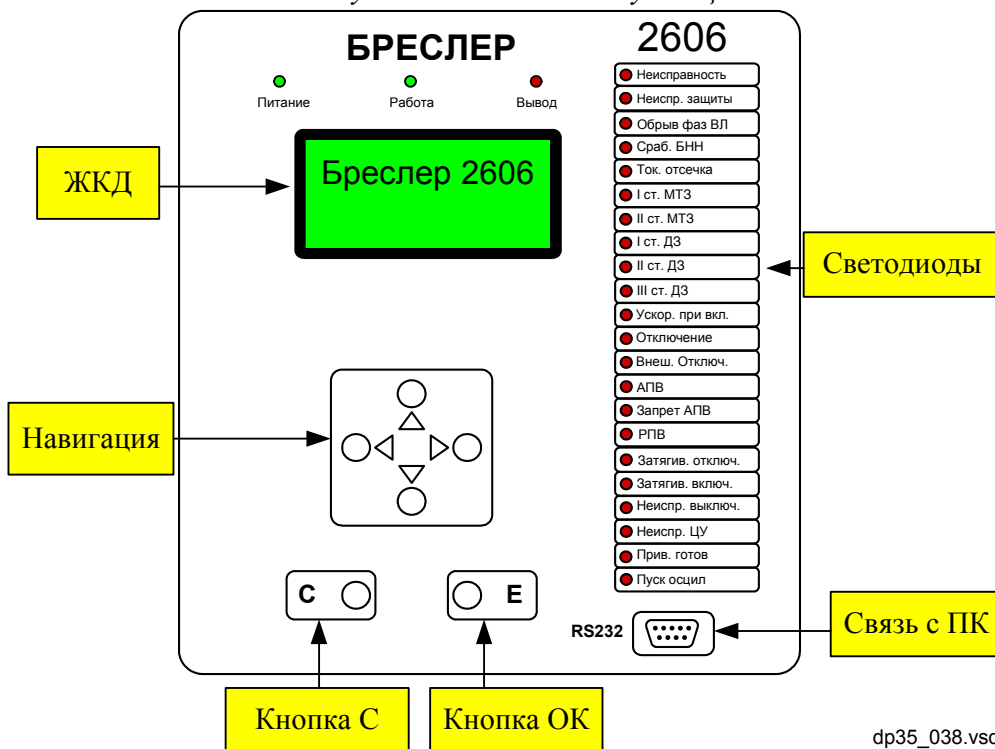 БРЕСЛЕР
2606
Питание
Работа
Вывод
Бреслер 2606
ЖКД
Навигация
C
E
Кнопка С
Кнопка ОК
Неисправность
Неиспр. защиты
Обрыв фаз ВЛ
Сраб. БНН
Ток. отсечка
I ст. МТЗ
II ст. МТЗ
I ст. ДЗ
II ст. ДЗ
III ст. ДЗ
Ускор. при вкл.
Отключение
Внеш. Отключ.
АПВ
Запрет АПВ
РПВ
Затягив. отключ.
Затягив. включ.
Неиспр. выключ.
Неиспр. ЦУ
Прив. готов
Пуск осцил
Светодиоды
RS232
Связь с ПК
dp35_038.vsd